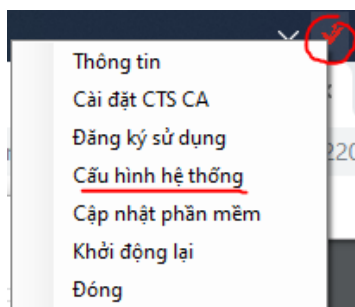 Thông tin
Cài đặt CTS CA
Đăng ký sử dụng
Cấu hình hệ thống
220
Cập nhật phần mềm
Khởi động lại
Đóng